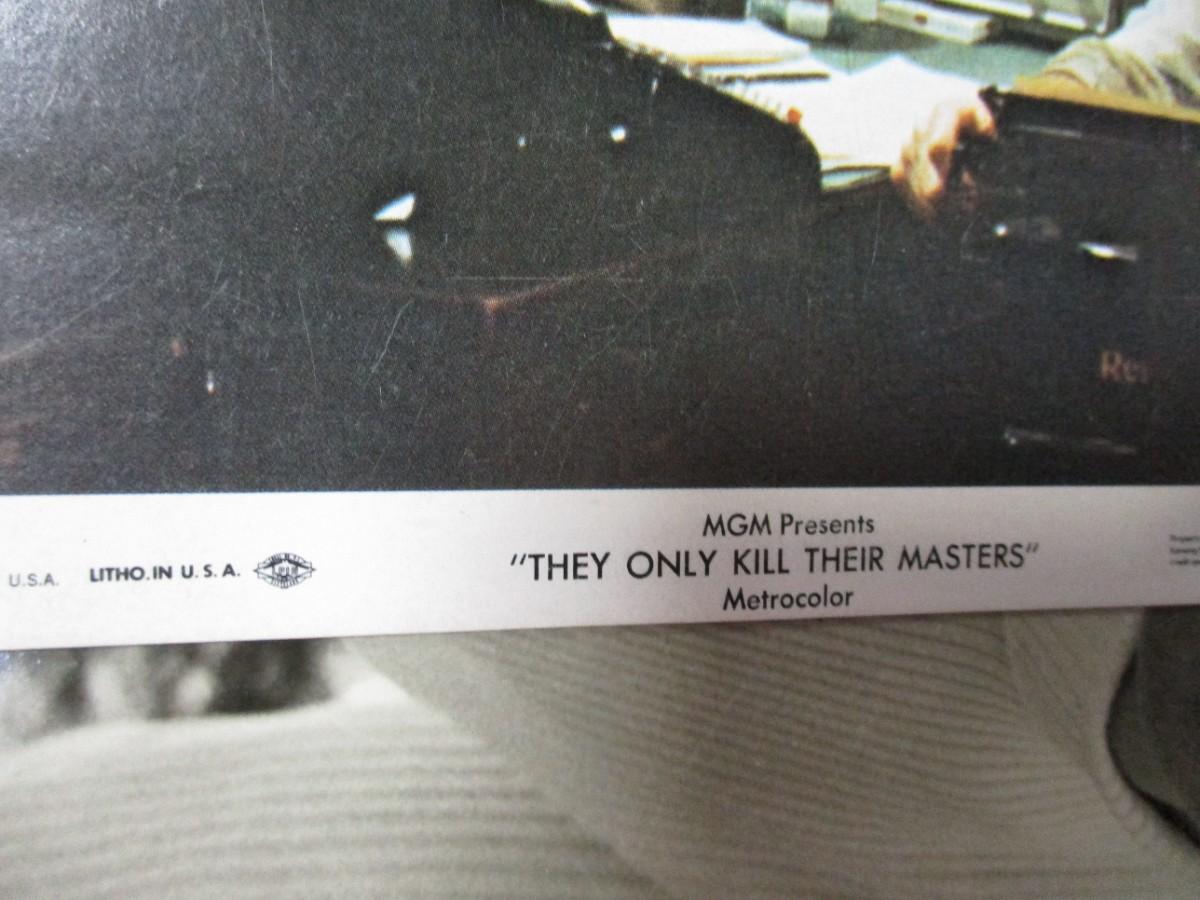 MGM Presents
"THEY ONLY KILL THEIR MASTERS"
Metrocolor
U.S.A. LITHO. IN U. S. A.